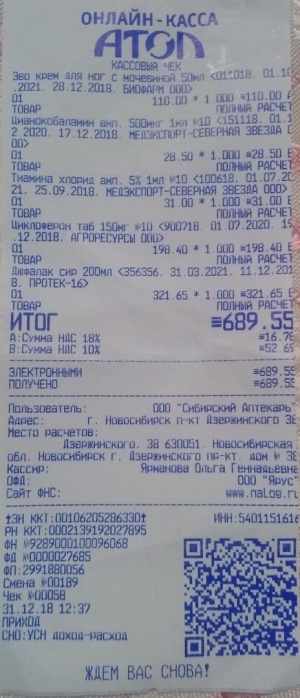 ОНЛАЙН-КАССА
АТОЛ
КАССОВЫЙ ЧЕК
Эво крем для ног с мочевиной 50мл <011018. 01.10
.2021. 28.12.2018. БИОФАРМ ООО>
01 110.00 * 1.000 ≡110.00 А
ТОВАР ПОЛНЫЙ РАСЧЕТ
Цианокобаламин амп. 500мкг 1мл №10 <151118. 01.1
2.2020. 17.12.2018. МЕДЭКСПОРТ-СЕВЕРНАЯ ЗВЕЗДА О
ОО>
01 28.50 * 1.000 ≡28.50 В
ТОВАР ПОЛНЫЙ РАСЧЕТ
Тиамина хлорид амп. 5% 1мл №10 <100618. 01.07.20
21. 25.09.2018. МЕДЭКСПОРТ-СЕВЕРНАЯ ЗВЕЗДА ООО>
01 31.00 * 1.000 ≡31.00 В
ТОВАР ПОЛНЫЙ РАСЧЕТ
Циклоферон таб 150мг №10 <900718. 01.07.2020. 19
.12.2018. АГРОРЕСУРСЫ ООО>
01 198.40 * 1.000 ≡198.40 В
ТОВАР ПОЛНЫЙ РАСЧЕТ
Дюфалак сир 200мл <356356. 31.03.2021. 11.12.201
8. ПРОТЕК-16>
01 321.65 * 1.000 ≡321.65 В
ТОВАР ПОЛНЫЙ РАСЧЕТ
ИТОГ ≡689.55
А:Сумма НДС 18% ≡16.78
В:Сумма НДС 10% ≡52.69
ЭЛЕКТРОННЫМИ ≡689.55
ПОЛУЧЕНО ≡689.55
Пользователь: ООО "Сибирский Аптекарь"
Адрес: г. Новосибирск п-кт Дзержинского 38
Место расчетов:
Дзержинского. 38 630051. Новосибирская
обл. Новосибирск г. Дзержинского пр-кт. дом № 38
Кассир: Ярманова Ольга Геннадьевна
ОФД: ООО "Ярус"
Сайт ФНС: www.nalog.ru
ЗН ККТ:00106205286330 ИНН:5401151616
РН ККТ:0002139192027895
ФН №9289000100096068
ФД №0000027685
ФП:2991880056
Смена №00189
Чек №00058
31.12.18 12:37
ПРИХОД
СНО:УСН доход-расход
ЖДЕМ ВАС СНОВА!